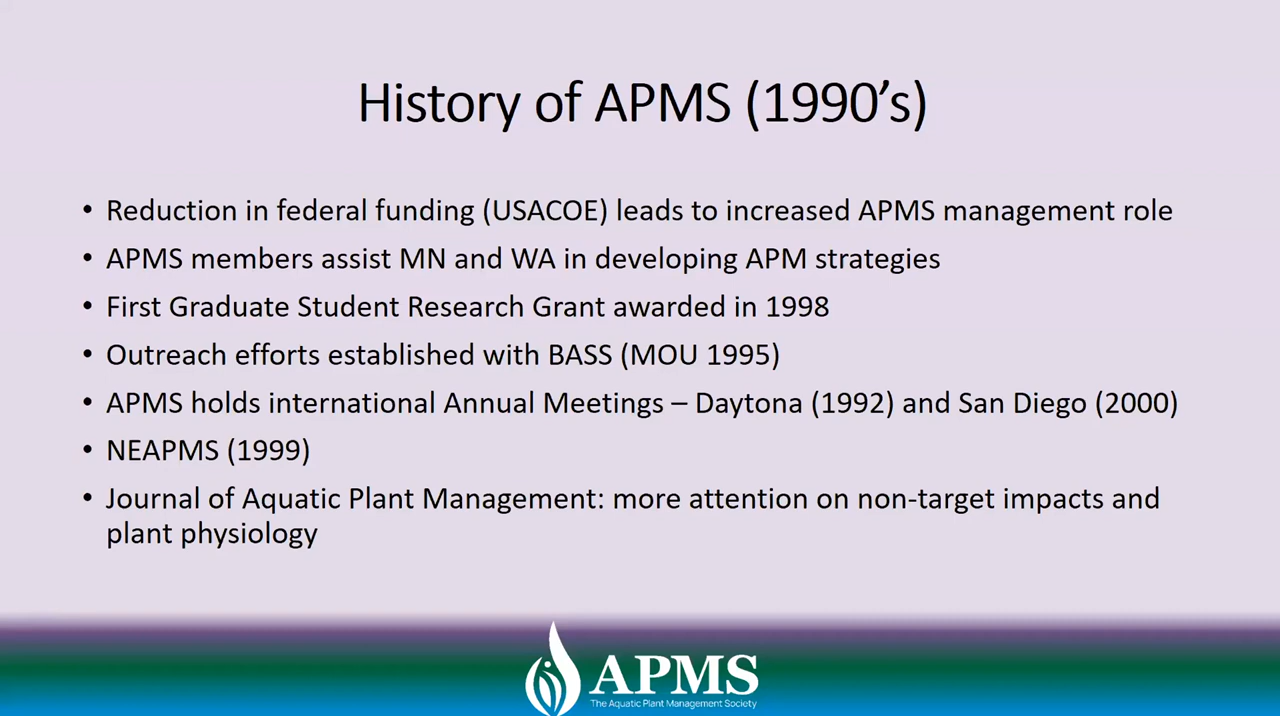 History of APMS (1990’s)
• Reduction in federal funding (USACOE) leads to increased APMS management role
• APMS members assist MN and WA in developing APM strategies
• First Graduate Student Research Grant awarded in 1998
• Outreach efforts established with BASS (MOU 1995)
• APMS holds international Annual Meetings – Daytona (1992) and San Diego (2000)
• NEAPMS (1999)
• Journal of Aquatic Plant Management: more attention on non-target impacts and
plant physiology
APMS
The Aquatic Plant Management Society